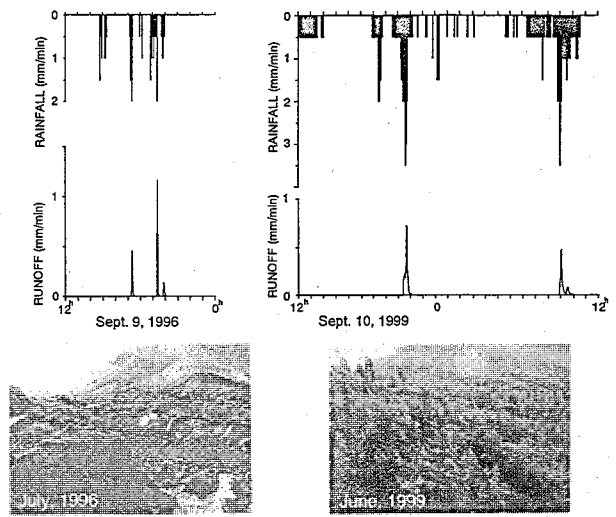 0
1
2
RAINFALL (mm/min)
1
0
RUNOFF (mm/min)
12h
0h
Sept. 9, 1996
0
1
2
3
RAINFALL (mm/min)
1
0
RUNOFF (mm/min)
12h
0
12h
Sept. 10, 1999
July, 1996
June, 1999